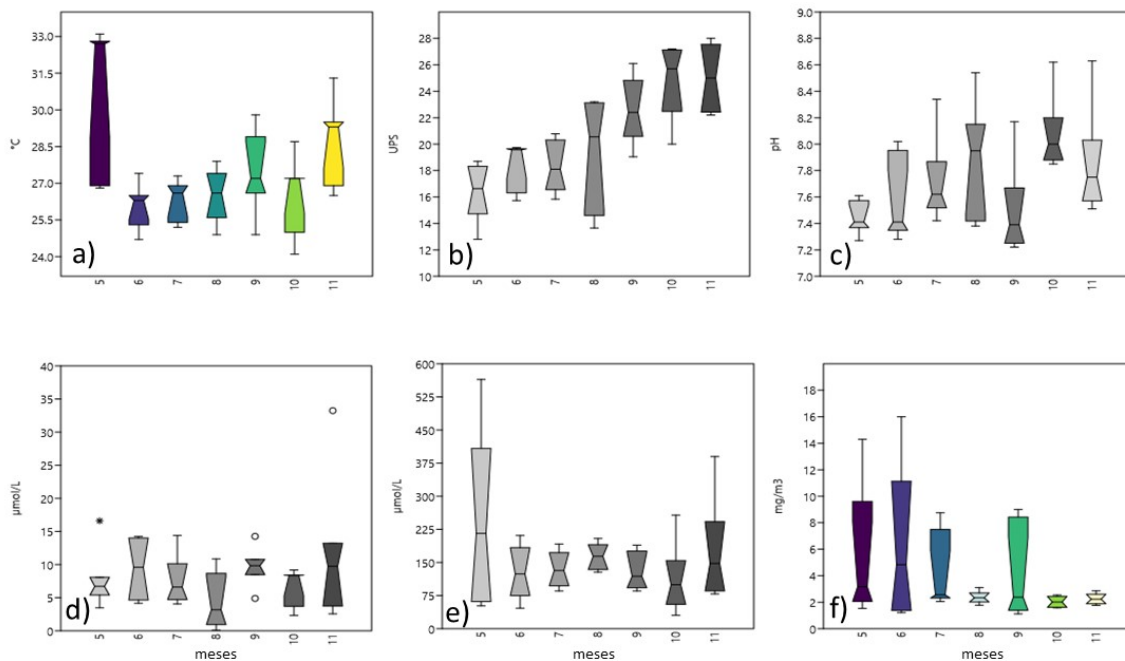 33.0
31.5
30.0
28.5
27.0
25.5
24.0
°C
a)
5 6 7 8 9 10 11
28
26
24
22
20
18
16
14
12
10
UPS
b)
5 6 7 8 9 10 11
9.0
8.8
8.6
8.4
8.2
8.0
7.8
7.6
7.4
7.2
7.0
pH
c)
5 6 7 8 9 10 11
40
35
30
25
20
15
10
5
0
µmol/L
d)
5 6 7 8 9 10 11
meses
600
525
450
375
300
225
150
75
0
µmol/L
e)
5 6 7 8 9 10 11
meses
18
16
14
12
10
8
6
4
2
0
mg/m3
f)
5 6 7 8 9 10 11
meses